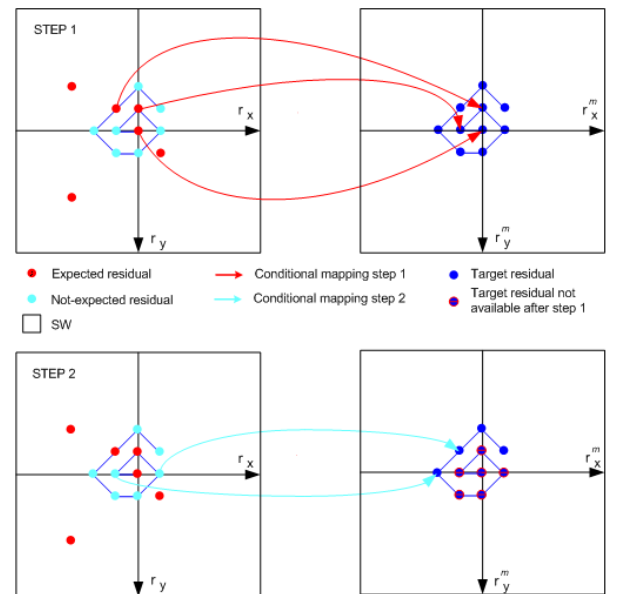 STEP 1
r x
r m x
r y
r m y
Expected residual
Conditional mapping step 1
Target residual
Not-expected residual
Conditional mapping step 2
Target residual not
available after step 1
SW
STEP 2
r x
r m x
r y
r m y